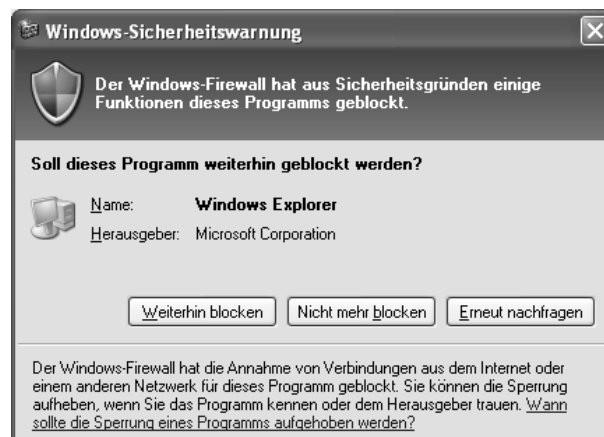 Windows-Sicherheitswarnung
Der Windows-Firewall hat aus Sicherheitsgründen einige
Funktionen dieses Programms geblockt.
Soll dieses Programm weiterhin geblockt werden?
Name: Windows Explorer
Herausgeber: Microsoft Corporation
Weiterhin blocken Nicht mehr blocken Erneut nachfragen
Der Windows-Firewall hat die Annahme von Verbindungen aus dem Internet oder
einem anderen Netzwerk für dieses Programm geblockt. Sie können die Sperrung
aufheben, wenn Sie das Programm kennen oder dem Herausgeber trauen. Wann
sollte die Sperrung eines Programms aufgehoben werden?